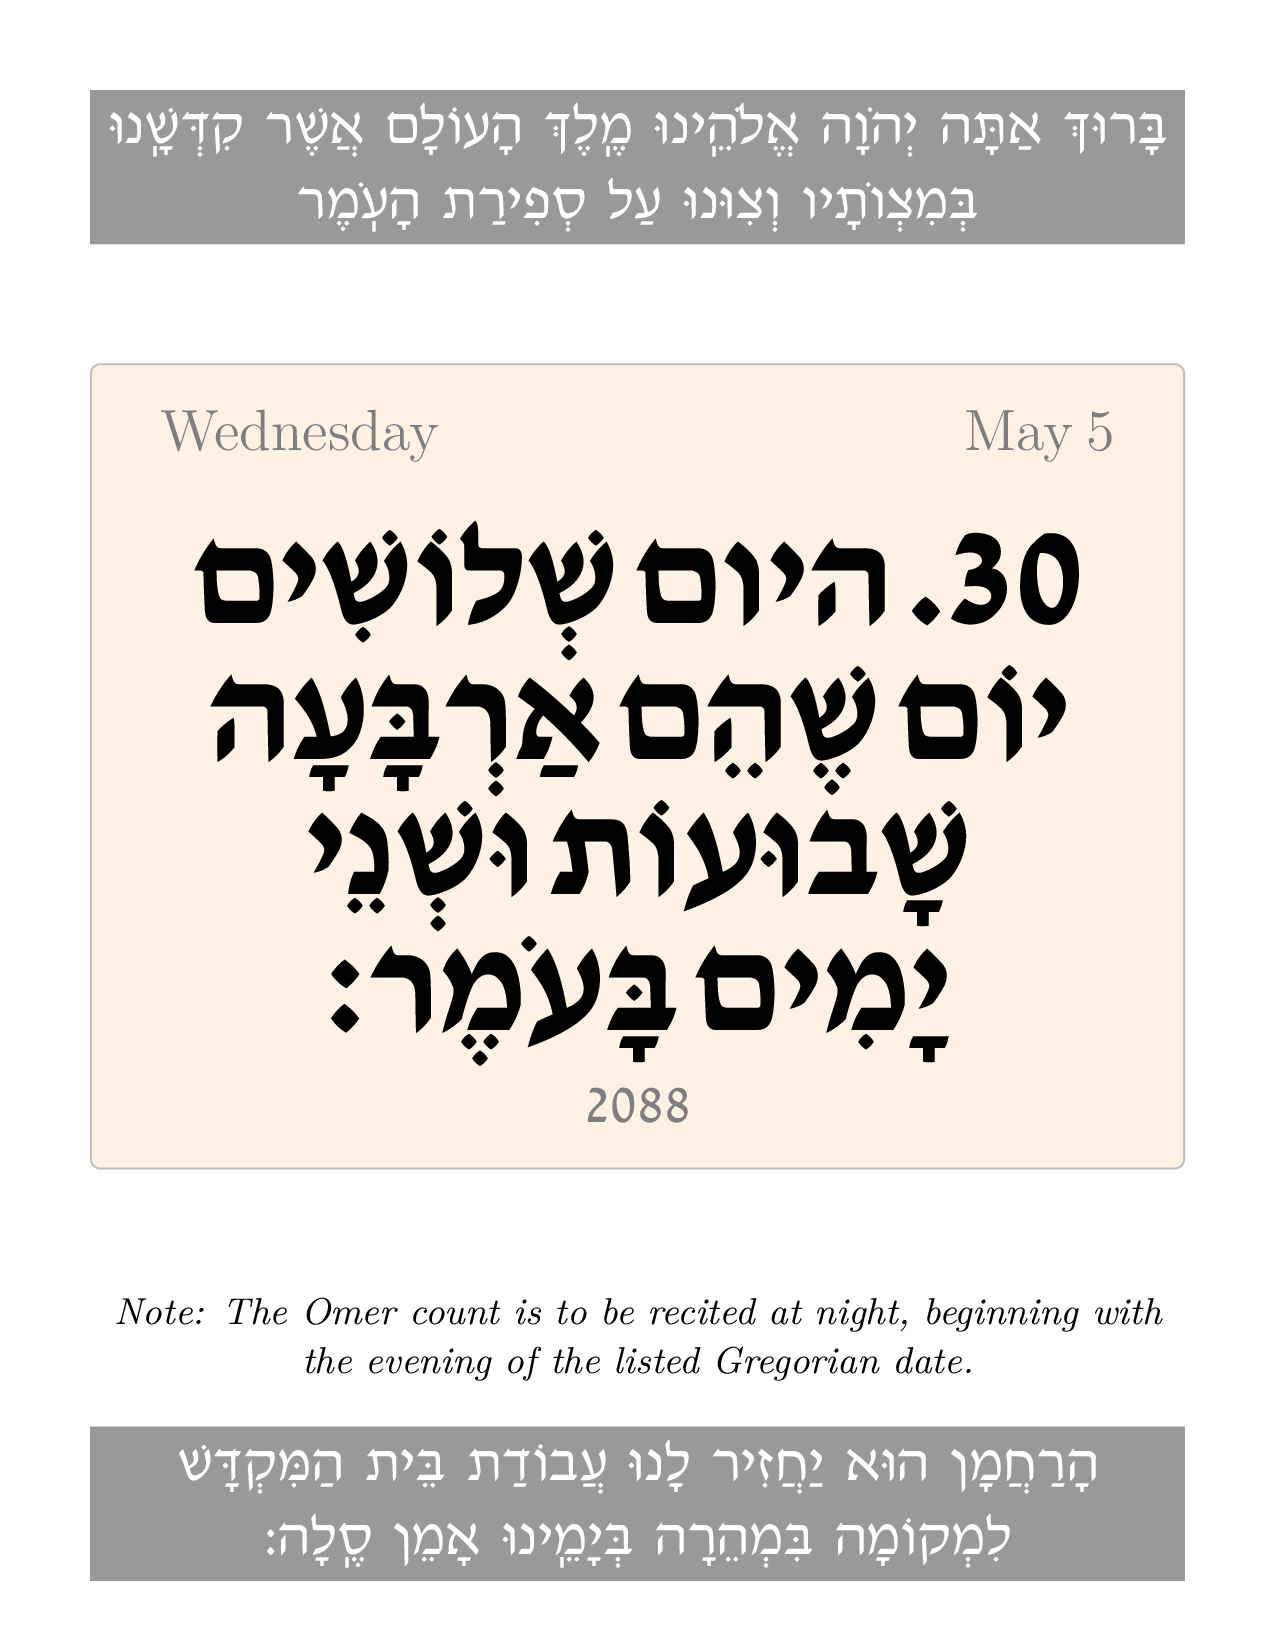 בָּרוּךְ אַתָּה יְהֹוָה אֱלֹהֵֽינוּ מֶֽלֶךְ הָעוֹלָם אֲשֶׁר קִדְּשָֽׁנוּ
בְּמִצְוֹתָיו וְצִוּנוּ עַל סְפִירַת הָעֹֽמֶר
Wednesday May 5
30. היום שְׁלוֹשִׁים
יוֹם שֶׁהֵם אַרְבָּעָה
שָׁבוּעוֹת וּשְׁנֵי
יָמִים בָּעֹמֶר:
2088
Note: The Omer count is to be recited at night, beginning with
the evening of the listed Gregorian date.
הָרַחֲמָן הוּא יַחֲזִיר לָנוּ עֲבוֹדַת בֵּית הַמִּקְדָּשׁ
לִמְקוֹמָהּ בִּמְהֵרָה בְּיָמֵֽינוּ אָמֵן סֶֽלָה: